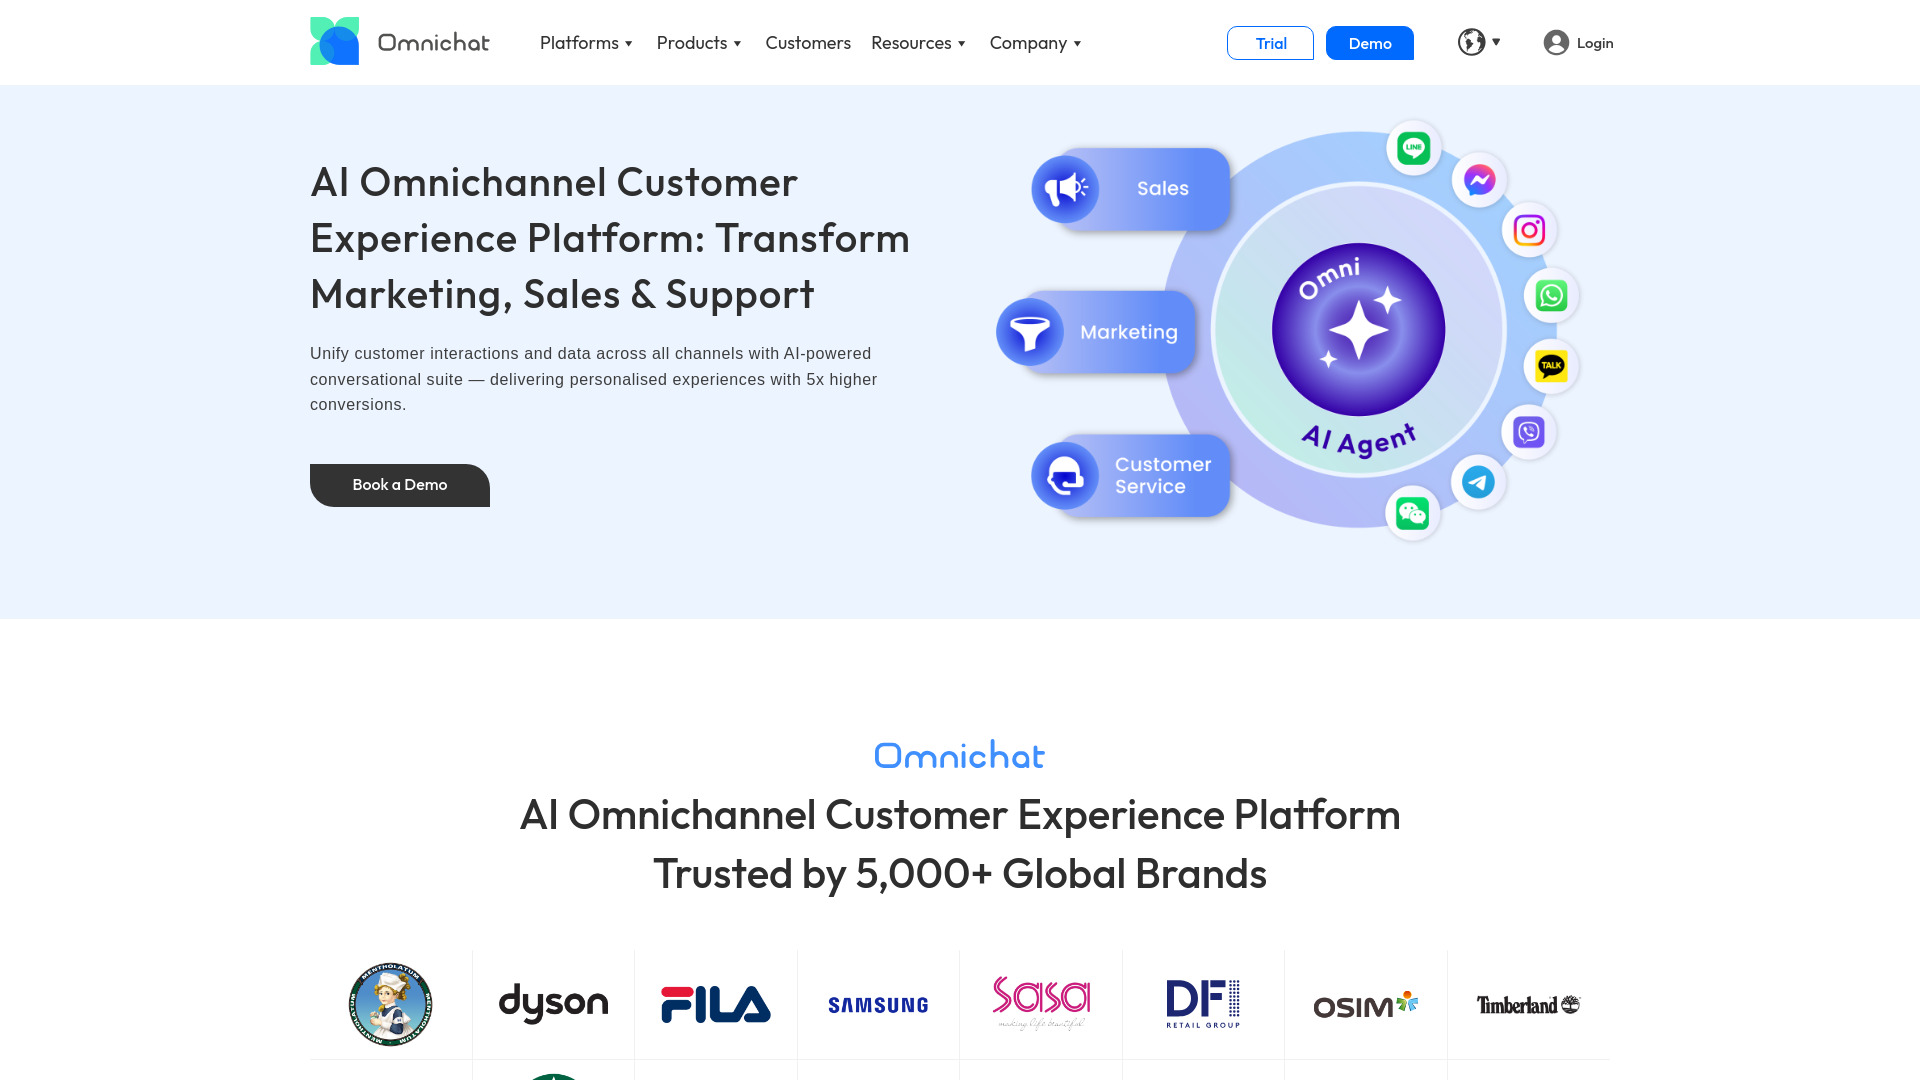 Omnichat
Platforms ▼
Products ▼
Customers
Resources ▼
Company ▼
Trial
Demo
Login
AI Omnichannel Customer
Experience Platform: Transform
Marketing, Sales & Support
Unify customer interactions and data across all channels with AI-powered
conversational suite — delivering personalised experiences with 5x higher
conversions.
Book a Demo
Sales
Marketing
Customer
Service
Omni
AI Agent
LINE
TALK
Omnichat
AI Omnichannel Customer Experience Platform
Trusted by 5,000+ Global Brands
MENTHOLATUM MENTHOLATUM MENTHOLATUM
dyson
FILA
SAMSUNG
sasa
making life beautiful
DFI
RETAIL GROUP
OSIM
Timberland